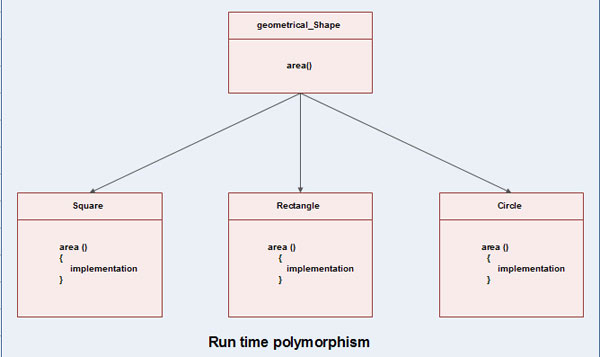 geometrical_Shape
area()
Square
area ()
{
implementation
}
Rectangle
area ()
{
implementation
}
Circle
area ()
{
implementation
}
Run time polymorphism